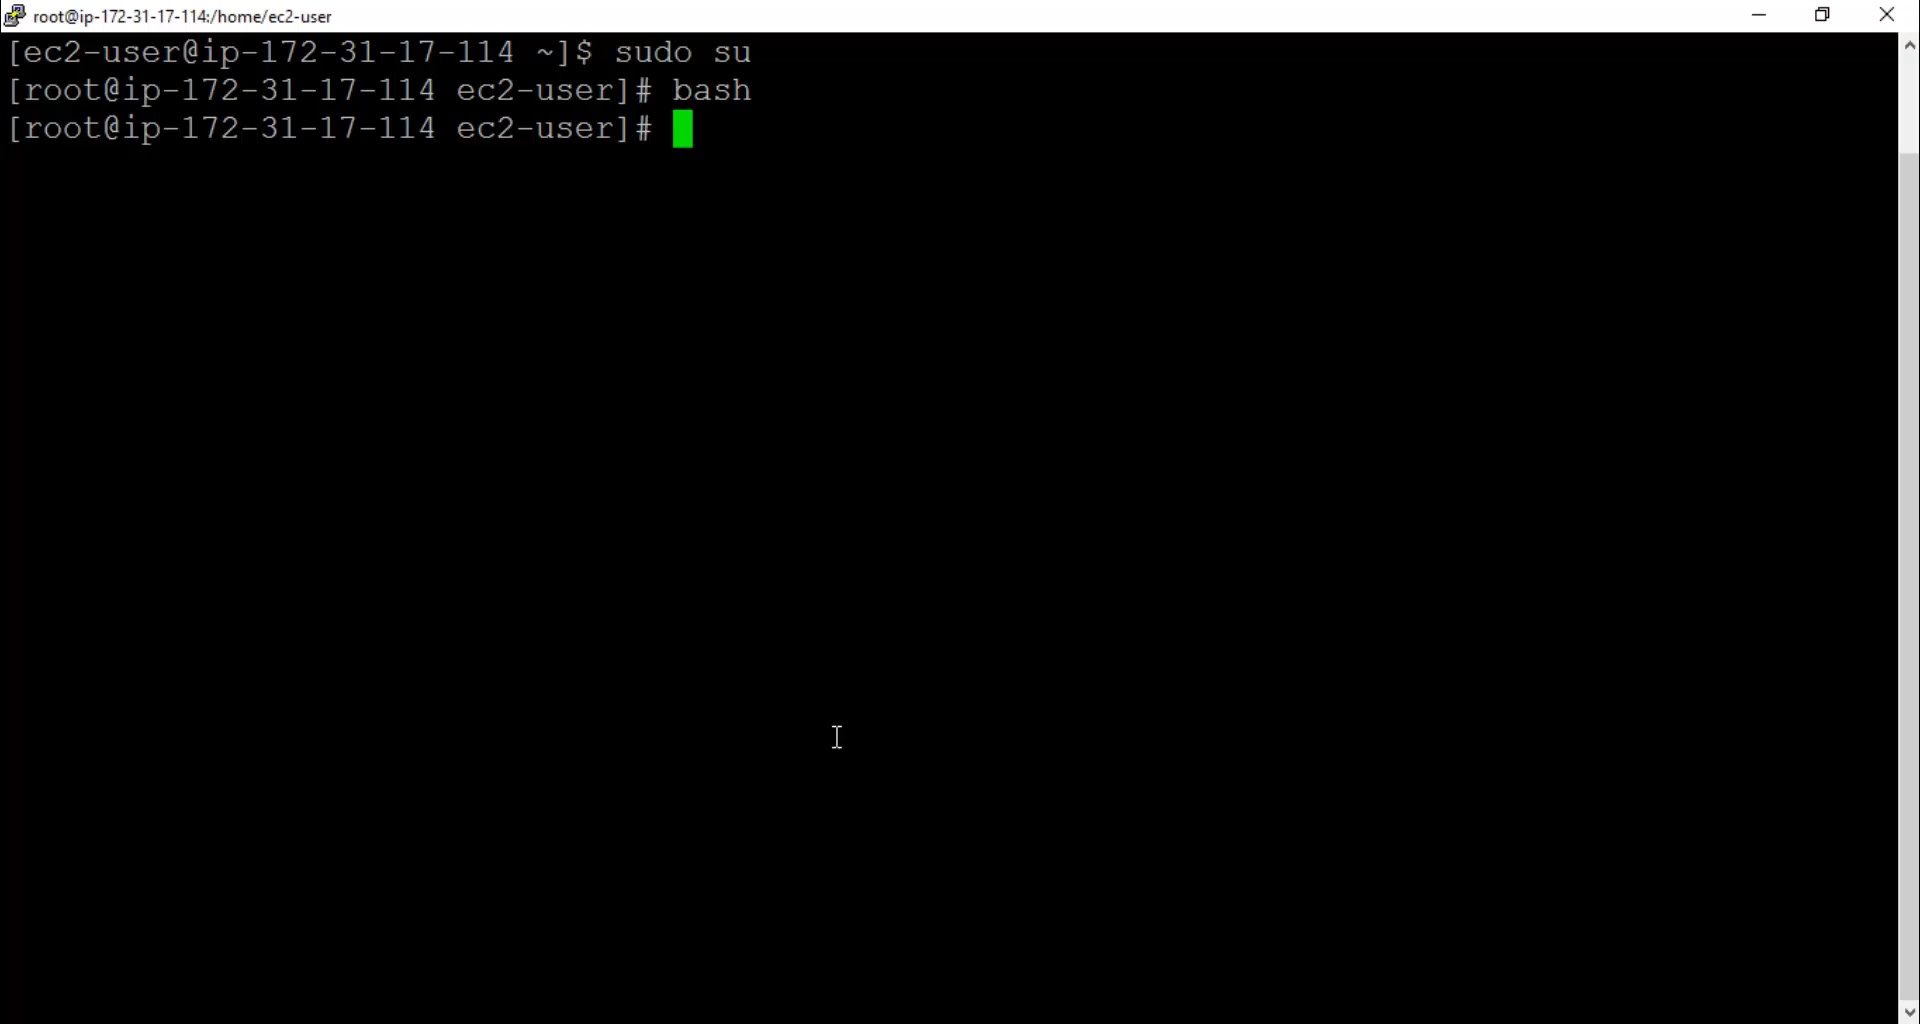 root@ip-172-31-17-114:/home/ec2-user
[ec2-user@ip-172-31-17-114 ~]$ sudo su
[root@ip-172-31-17-114 ec2-user]# bash
[root@ip-172-31-17-114 ec2-user]#